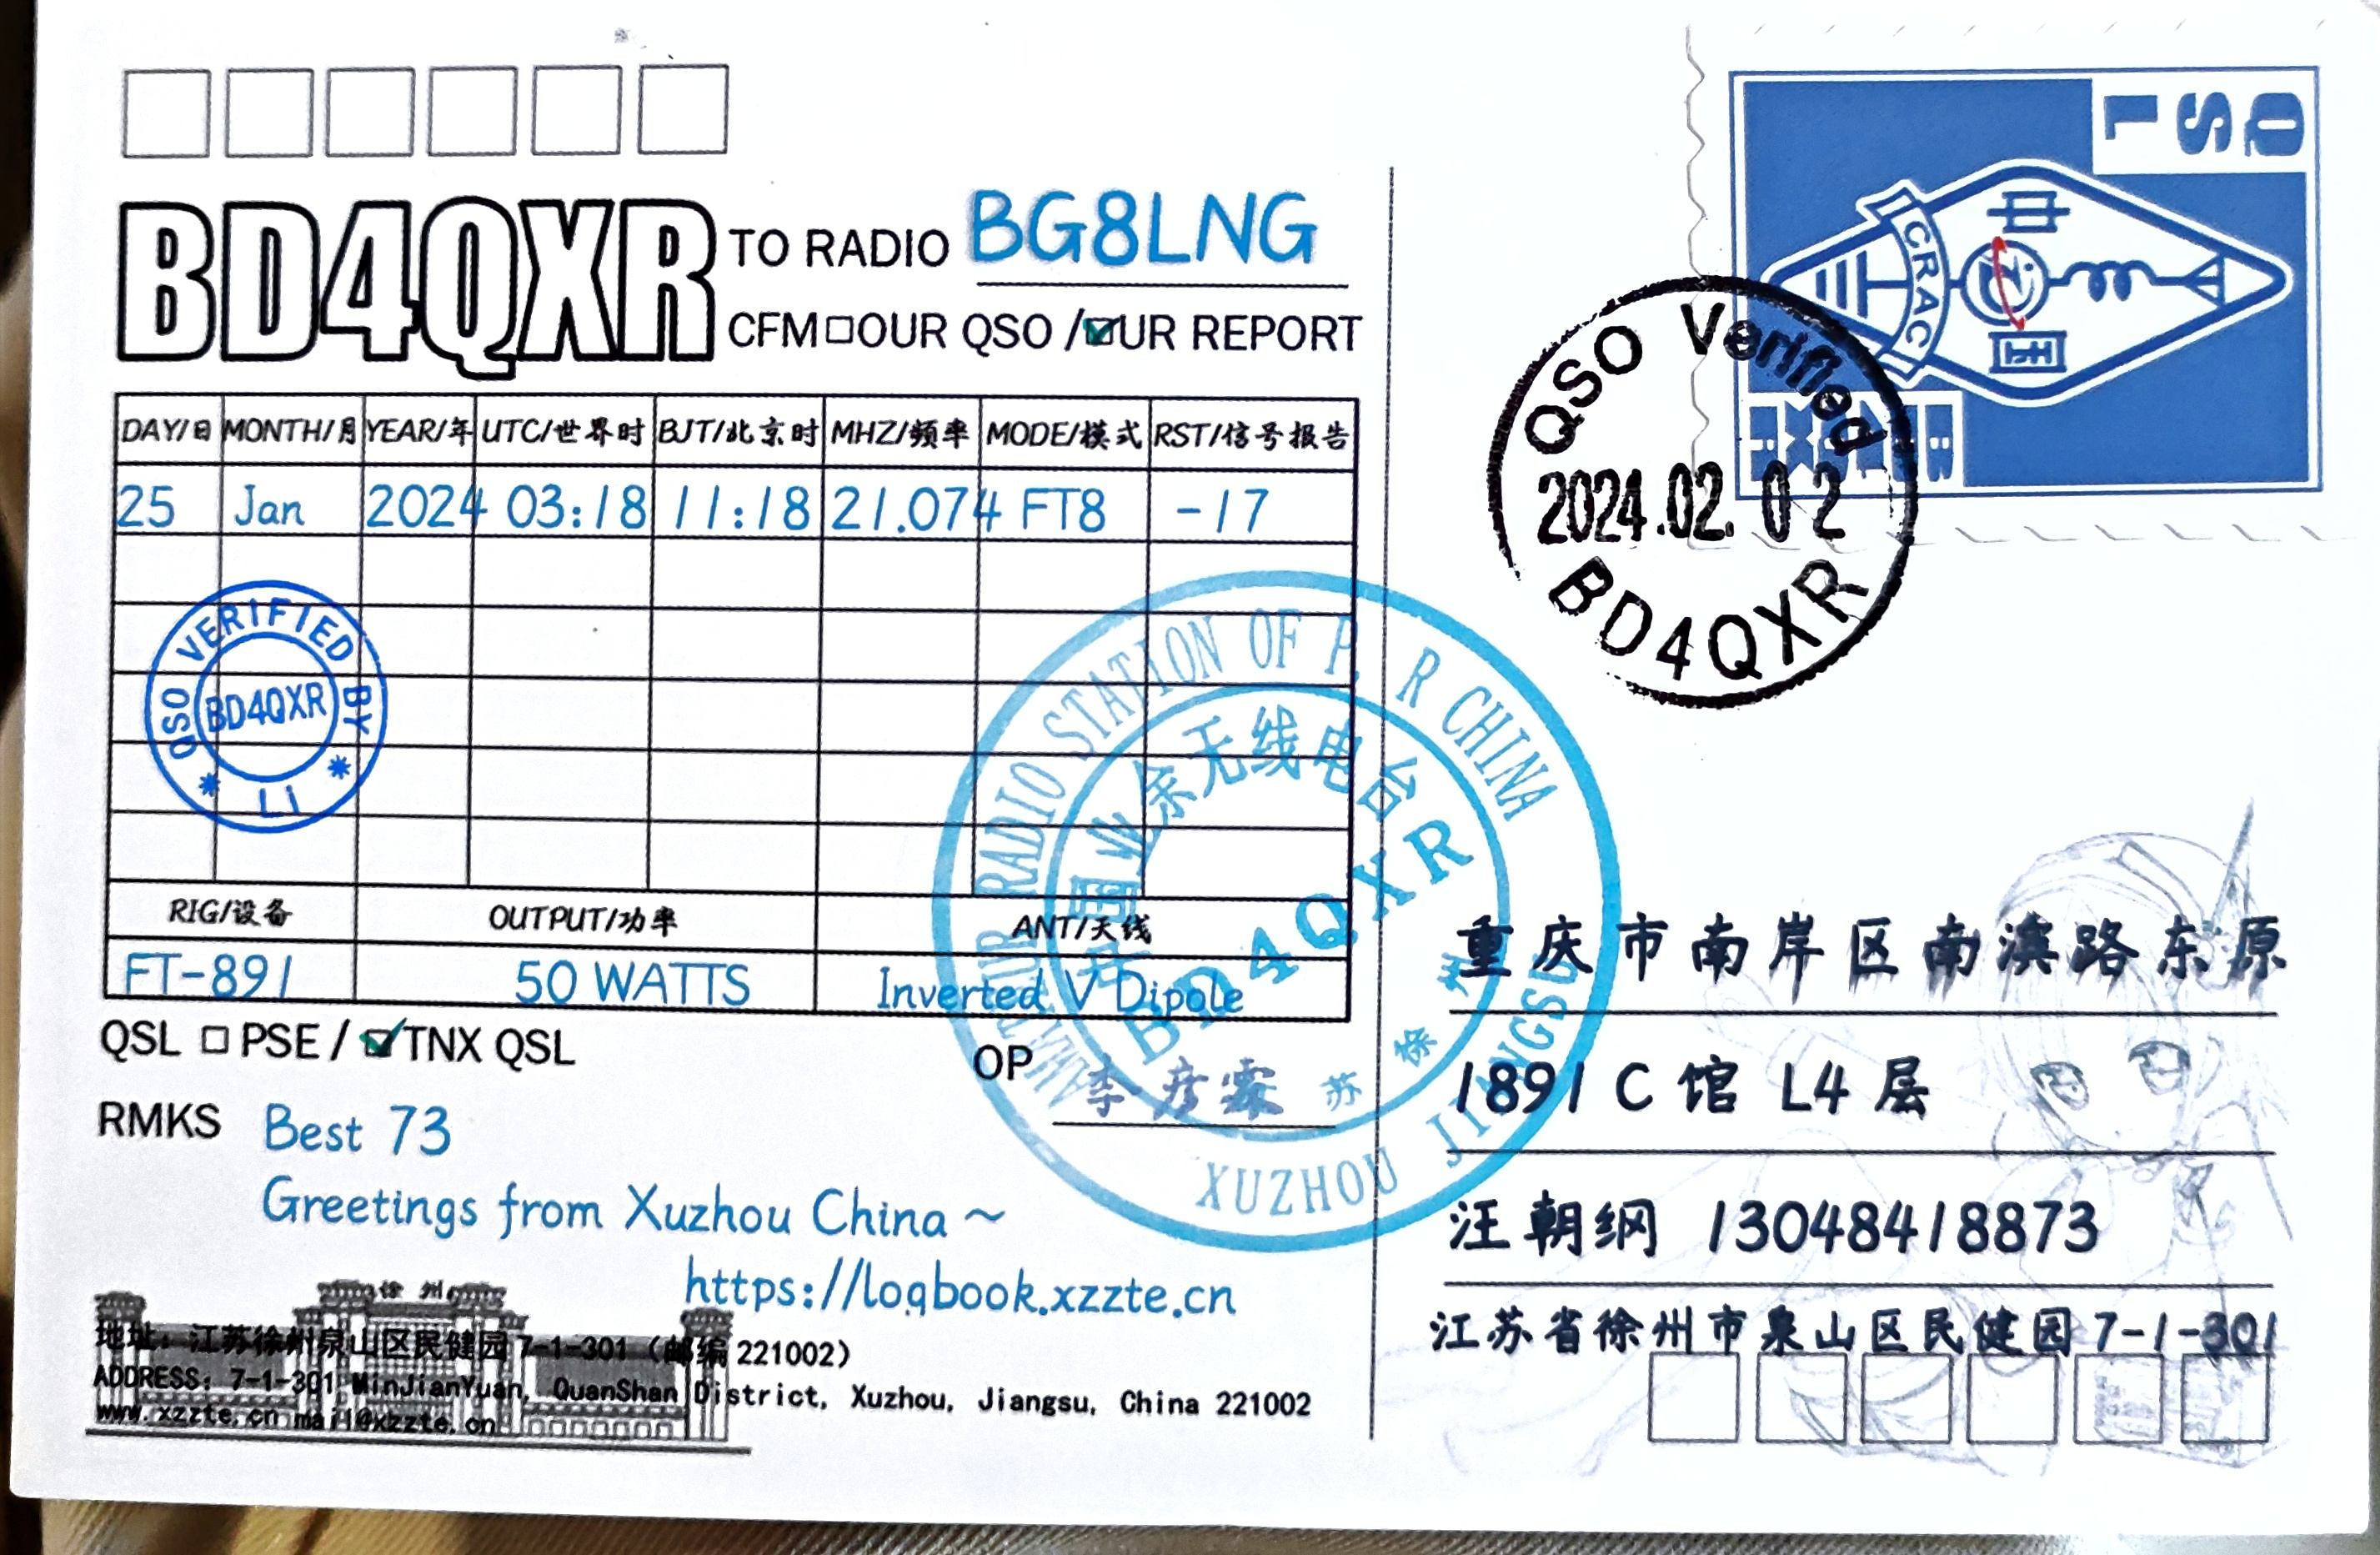 BD4QXR TO RADIO BG8LNG
CFM□OUR QSO /☑UR REPORT
DAY/日 MONTH/月 YEAR/年 UTC/世界时 BJT/北京时 MHZ/频率 MODE/模式 RST/信号报告
25 Jan 2024 03:18 11:18 21.074 FT8 -17
QSO VERIFIED BY
BD4QXR
* LI *
RIG/设备 OUTPUT/功率 ANT/天线
FT-891 50 WATTS Inverted V Dipole
QSL □ PSE / ☑TNX QSL
OP 李彦霖
RMKS Best 73
Greetings from Xuzhou China ~
https://logbook.xzzte.cn
徐州
地址：江苏徐州泉山区民健园7-1-301（邮编 221002）
ADDRESS: 7-1-301 MinJianYuan, QuanShan District, Xuzhou, Jiangsu, China 221002
www.xzzte.cn mail@xzzte.cn
AMATEUR RADIO STATION OF P. R CHINA
中国业余无线电台
BD4QXR
苏 徐 州
XUZHOU JIANGSU
QSL
中国
CRAC
QSO Verified
2024.02.02
BD4QXR
重庆市南岸区南滨路东原
1891 C 馆 L4 层
汪朝纲 13048418873
江苏省徐州市泉山区民健园 7-1-301